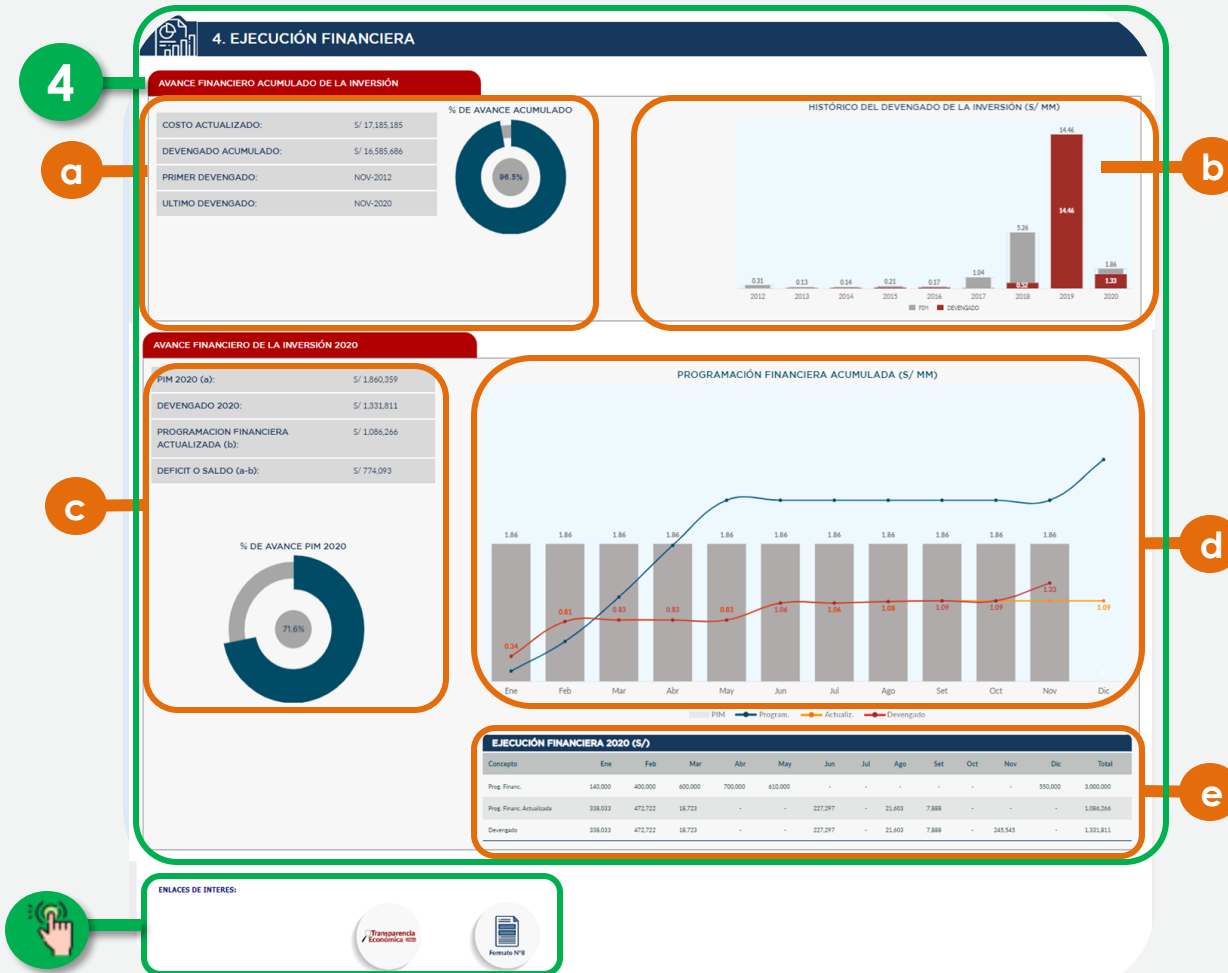 4. EJECUCIÓN FINANCIERA
4
AVANCE FINANCIERO ACUMULADO DE LA INVERSIÓN
a
COSTO ACTUALIZADO: S/ 17,185,185
DEVENGADO ACUMULADO: S/ 16,585,686
PRIMER DEVENGADO: NOV-2012
ULTIMO DEVENGADO: NOV-2020
% DE AVANCE ACUMULADO
96.5%
b
HISTÓRICO DEL DEVENGADO DE LA INVERSIÓN (S/ MM)
14.46
14.46
5.26
0.52
1.86
1.33
0.31 0.13 0.14 0.21 0.17 1.04
2012 2013 2014 2015 2016 2017 2018 2019 2020
PIM DEVENGADO
AVANCE FINANCIERO DE LA INVERSIÓN 2020
c
PIM 2020 (a): S/ 1,860,359
DEVENGADO 2020: S/ 1,331,811
PROGRAMACION FINANCIERA S/ 1,086,266
ACTUALIZADA (b):
DEFICIT O SALDO (a-b): S/ 774,093
% DE AVANCE PIM 2020
71.6%
d
PROGRAMACIÓN FINANCIERA ACUMULADA (S/ MM)
1.86 1.86 1.86 1.86 1.86 1.86 1.86 1.86 1.86 1.86 1.86
0.34 0.81 0.83 0.83 0.83 1.06 1.06 1.08 1.09 1.09 1.33 1.09
Ene Feb Mar Abr May Jun Jul Ago Set Oct Nov Dic
PIM Program. Actualiz. Devengado
e
EJECUCIÓN FINANCIERA 2020 (S/)
Concepto Ene Feb Mar Abr May Jun Jul Ago Set Oct Nov Dic Total
Prog. Financ. 140,000 400,000 600,000 700,000 610,000 - - - - - - 550,000 3,000,000
Prog. Financ. Actualizada 338,033 472,722 18,723 - - 227,297 - 21,603 7,888 - - - 1,086,266
Devengado 338,033 472,722 18,723 - - 227,297 - 21,603 7,888 - 245,545 - 1,331,811
ENLACES DE INTERES:
Transparencia
Económica
Formato N°8